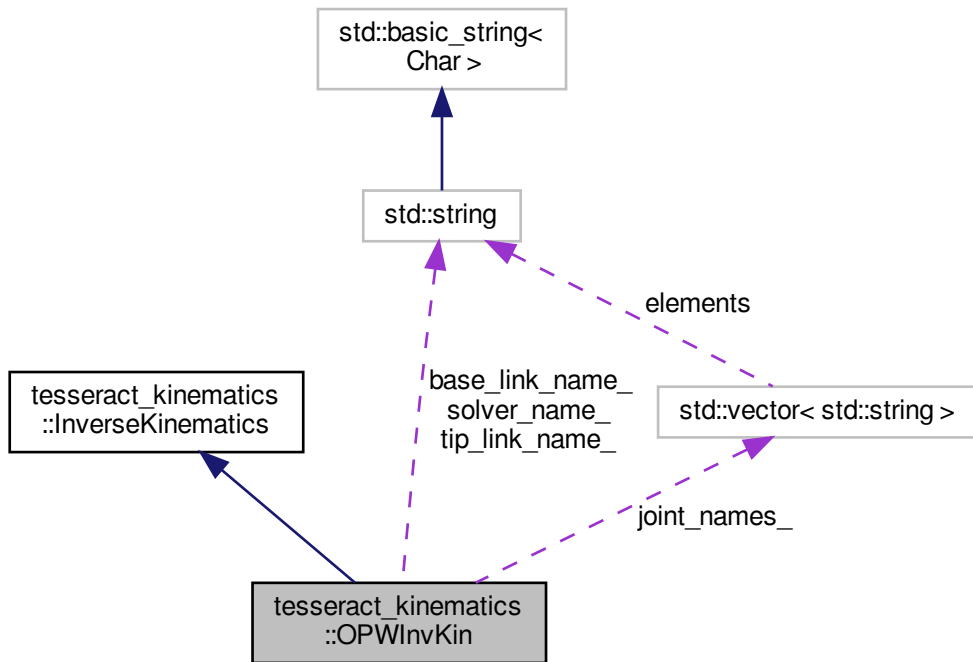 std::basic_string<
Char >
std::string
elements
tesseract_kinematics
::InverseKinematics
base_link_name_
solver_name_
tip_link_name_
std::vector< std::string >
joint_names_
tesseract_kinematics
::OPWInvKin